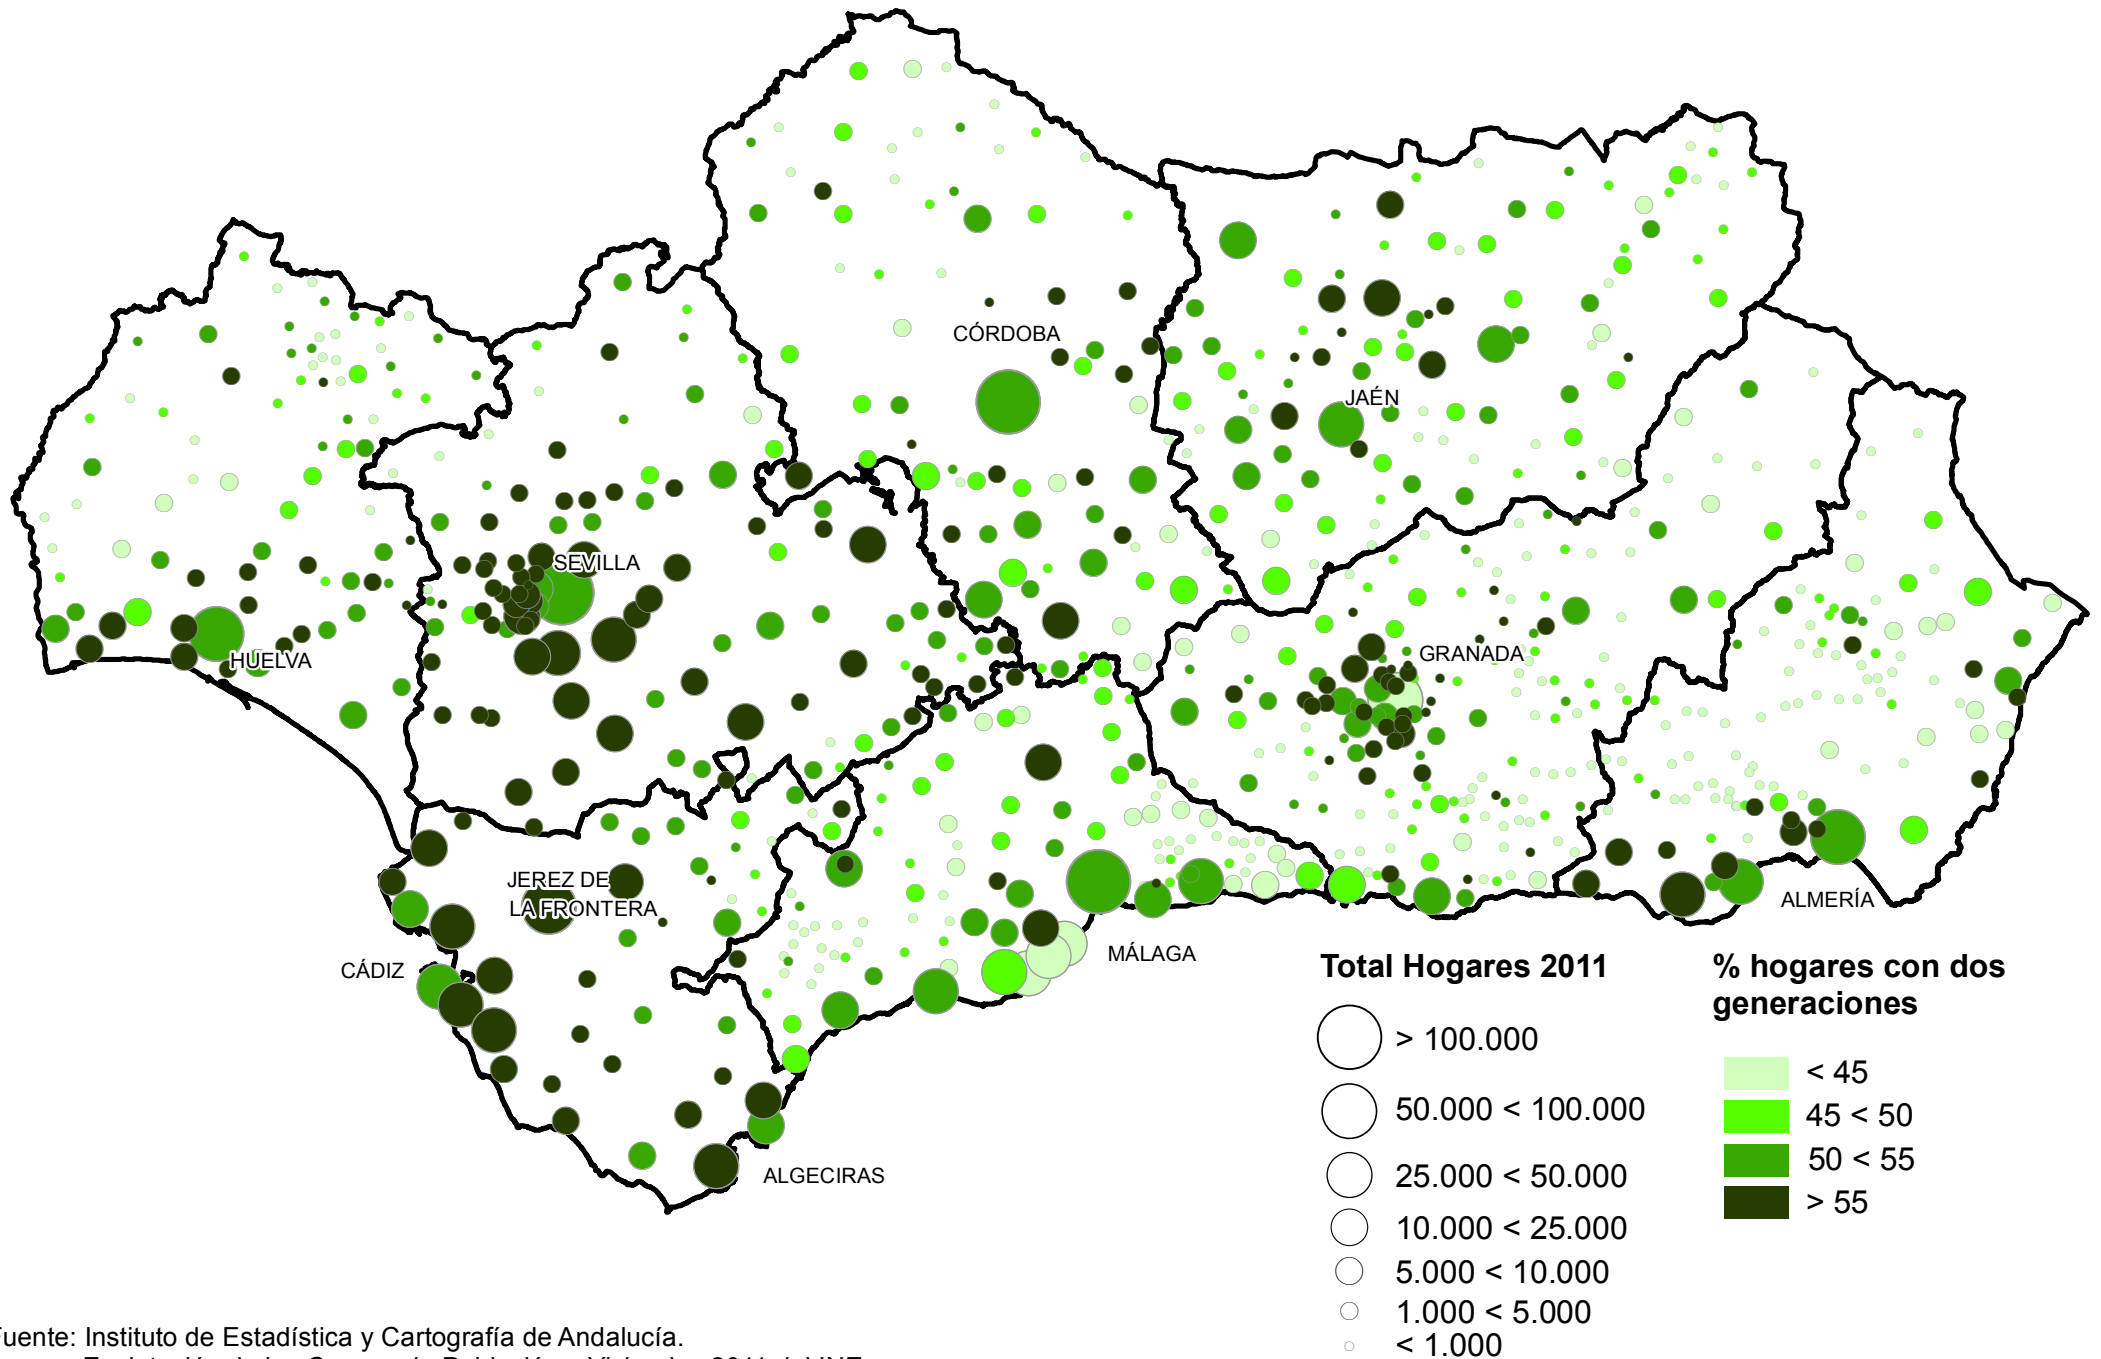 CÓRDOBA
JAÉN
SEVILLA
HUELVA
GRANADA
JEREZ DE
LA FRONTERA
ALMERÍA
CÁDIZ
MÁLAGA
ALGECIRAS
Total Hogares 2011
> 100.000
50.000 < 100.000
25.000 < 50.000
10.000 < 25.000
5.000 < 10.000
1.000 < 5.000
< 1.000
% hogares con dos
generaciones
< 45
45 < 50
50 < 55
> 55
Fuente: Instituto de Estadística y Cartografía de Andalucía.